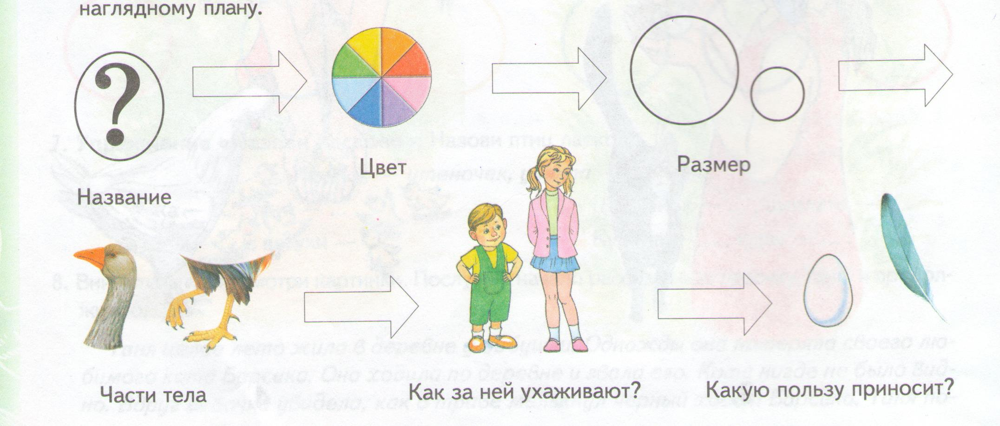 наглядному плану.
?
Цвет
Размер
Название
Части тела
Как за ней ухаживают?
Какую пользу приносит?